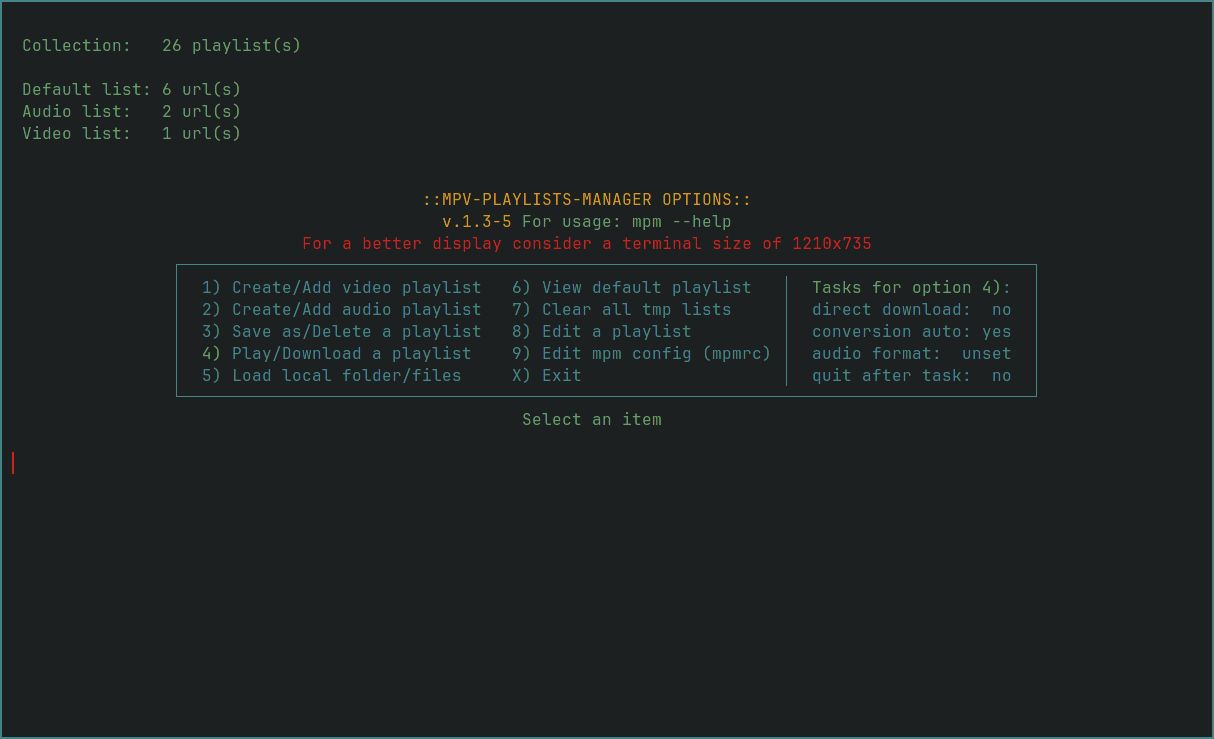 Collection:   26 playlist(s)
Default list: 6 url(s)
Audio list:   2 url(s)
Video list:   1 url(s)
::MPV-PLAYLISTS-MANAGER OPTIONS::
v.1.3-5 For usage: mpm --help
For a better display consider a terminal size of 1210x735
1) Create/Add video playlist   6) View default playlist   Tasks for option 4):
2) Create/Add audio playlist   7) Clear all tmp lists   direct download:  no
3) Save as/Delete a playlist   8) Edit a playlist   conversion auto: yes
4) Play/Download a playlist   9) Edit mpm config (mpmrc)   audio format:  unset
5) Load local folder/files   X) Exit   quit after task:  no
Select an item